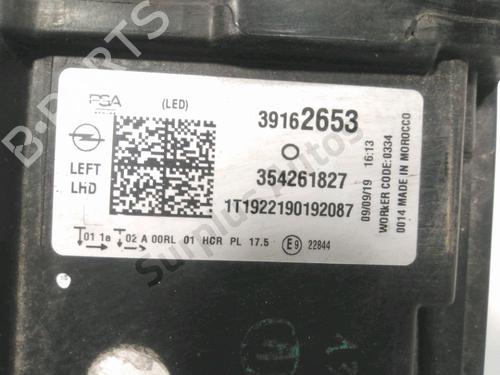 PSA (LED) 39162653
LEFT
LHD
354261827
1T1922190192087
01 1a 02 A 00RL 01 HCR PL 17.5 E9 22844
09/09/19 16:13
WORKER CODE:0334
0014 MADE IN MOROCCO
B-PARTS
Surplus Autos